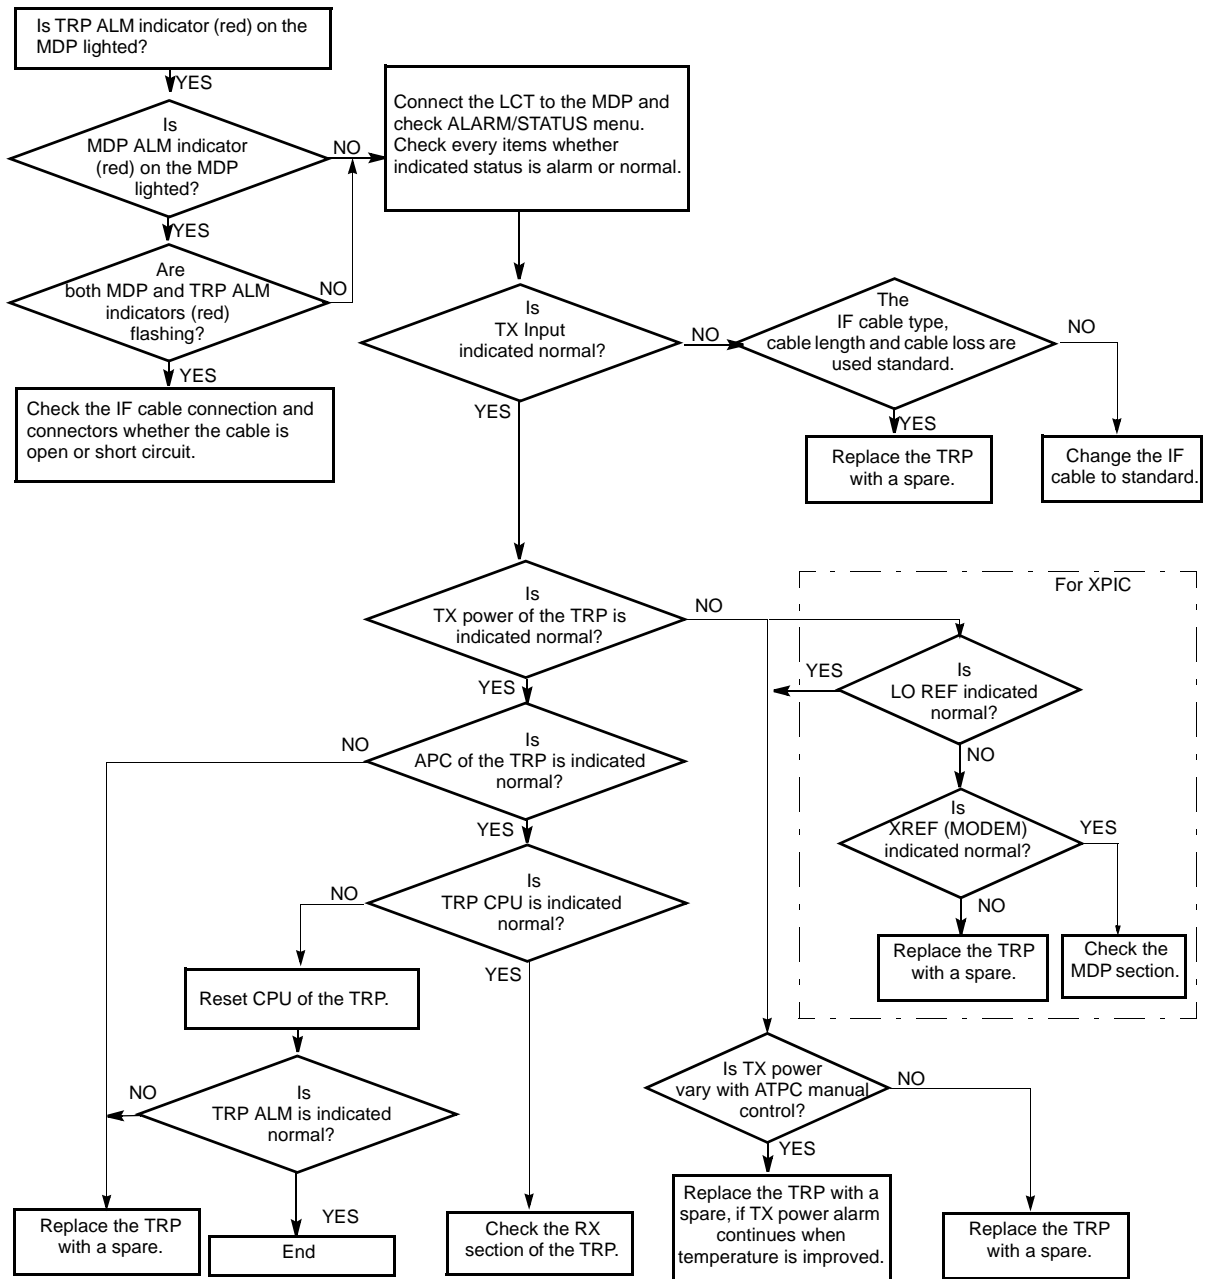 Is TRP ALM indicator (red) on the
MDP lighted?
YES
Is
MDP ALM indicator
(red) on the MDP
lighted?
NO
YES
Are
both MDP and TRP ALM
indicators (red)
flashing?
NO
YES
Check the IF cable connection and
connectors whether the cable is
open or short circuit.
Connect the LCT to the MDP and
check ALARM/STATUS menu.
Check every items whether
indicated status is alarm or normal.
Is
TX Input
indicated normal?
NO
YES
The
IF cable type,
cable length and cable loss are
used standard.
NO
YES
Replace the TRP
with a spare.
Change the IF
cable to standard.
Is
TX power of the TRP is
indicated normal?
NO
YES
For XPIC
Is
LO REF indicated
normal?
YES
NO
Is
XREF (MODEM)
indicated normal?
YES
NO
Replace the TRP
with a spare.
Check the
MDP section.
Is
APC of the TRP is indicated
normal?
NO
YES
Is
TRP CPU is indicated
normal?
NO
YES
Reset CPU of the TRP.
Is
TRP ALM is indicated
normal?
NO
YES
Replace the TRP
with a spare.
End
Check the RX
section of the TRP.
Is TX power
vary with ATPC manual
control?
NO
YES
Replace the TRP with a
spare, if TX power alarm
continues when
temperature is improved.
Replace the TRP
with a spare.